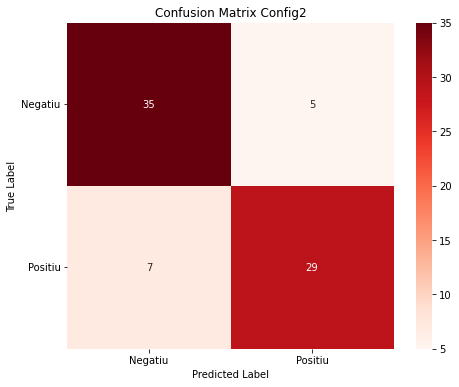 Confusion Matrix Config2
True Label
Negatiu
35
5
Positiu
7
29
Negatiu
Positiu
Predicted Label
35
30
25
20
15
10
5